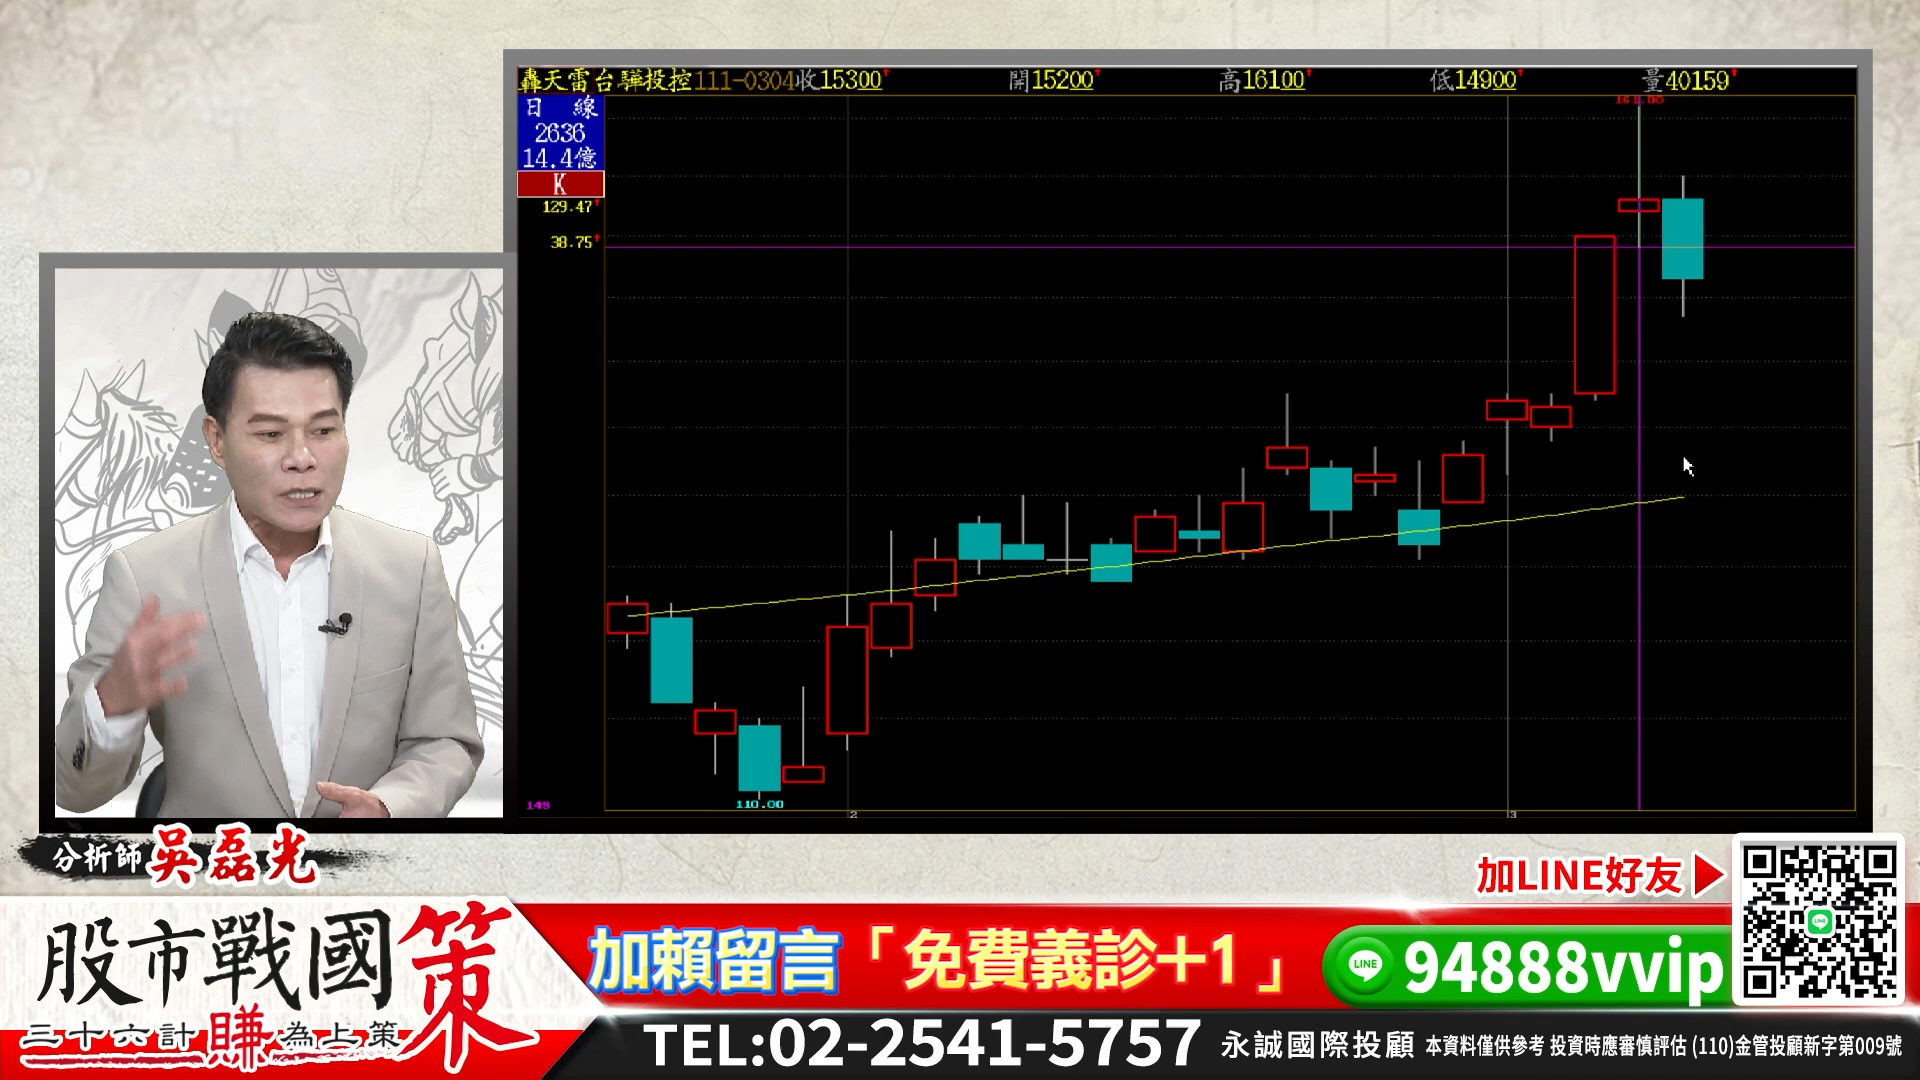 轟天雷台驊投控111-0304收15300↑ 開15200↑ 高16100↑ 低14900↑ 量40159↑
日 線
2636
14.4億
K
129.47↑
38.75↑
161.00
110.00
149
2
3
分析師吳磊光
加LINE好友
股市戰國策
三十六計賺為上策
加賴留言「免費義診+1」
LINE 94888vvip
TEL:02-2541-5757 永誠國際投顧 本資料僅供參考 投資時應審慎評估 (110)金管投顧新字第009號